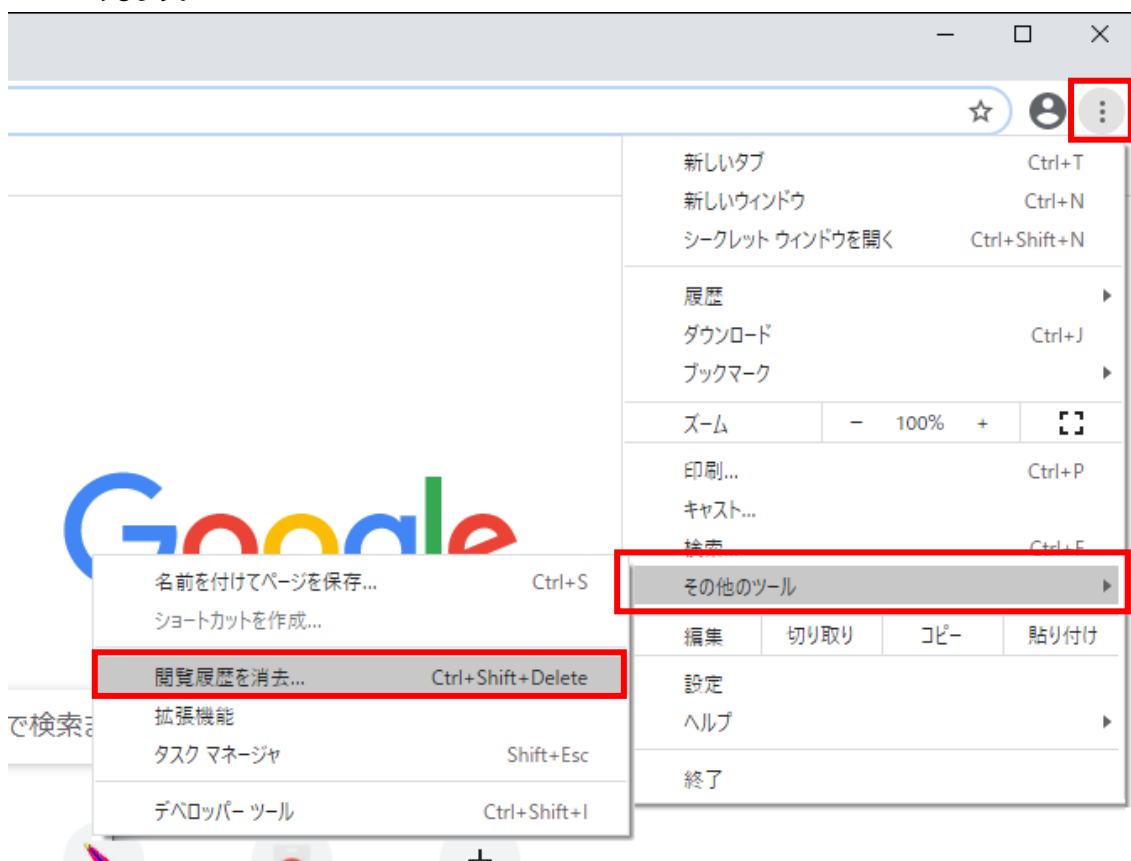 新しいタブ Ctrl+T
新しいウィンドウ Ctrl+N
シークレット ウィンドウを開く Ctrl+Shift+N
履歴
ダウンロード Ctrl+J
ブックマーク
ズーム － 100% +
印刷... Ctrl+P
キャスト...
検索... Ctrl+F
その他のツール
編集 切り取り コピー 貼り付け
設定
ヘルプ
終了
Google
名前を付けてページを保存... Ctrl+S
ショートカットを作成...
閲覧履歴を消去... Ctrl+Shift+Delete
拡張機能
タスク マネージャ Shift+Esc
デベロッパー ツール Ctrl+Shift+I
で検索